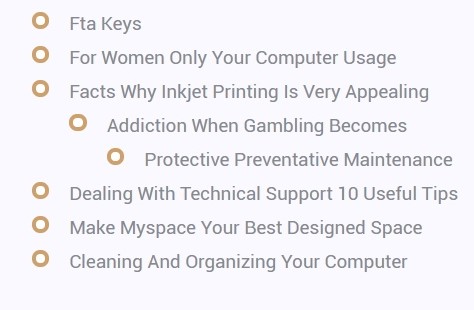 Fta Keys
For Women Only Your Computer Usage
Facts Why Inkjet Printing Is Very Appealing
Addiction When Gambling Becomes
Protective Preventative Maintenance
Dealing With Technical Support 10 Useful Tips
Make Myspace Your Best Designed Space
Cleaning And Organizing Your Computer